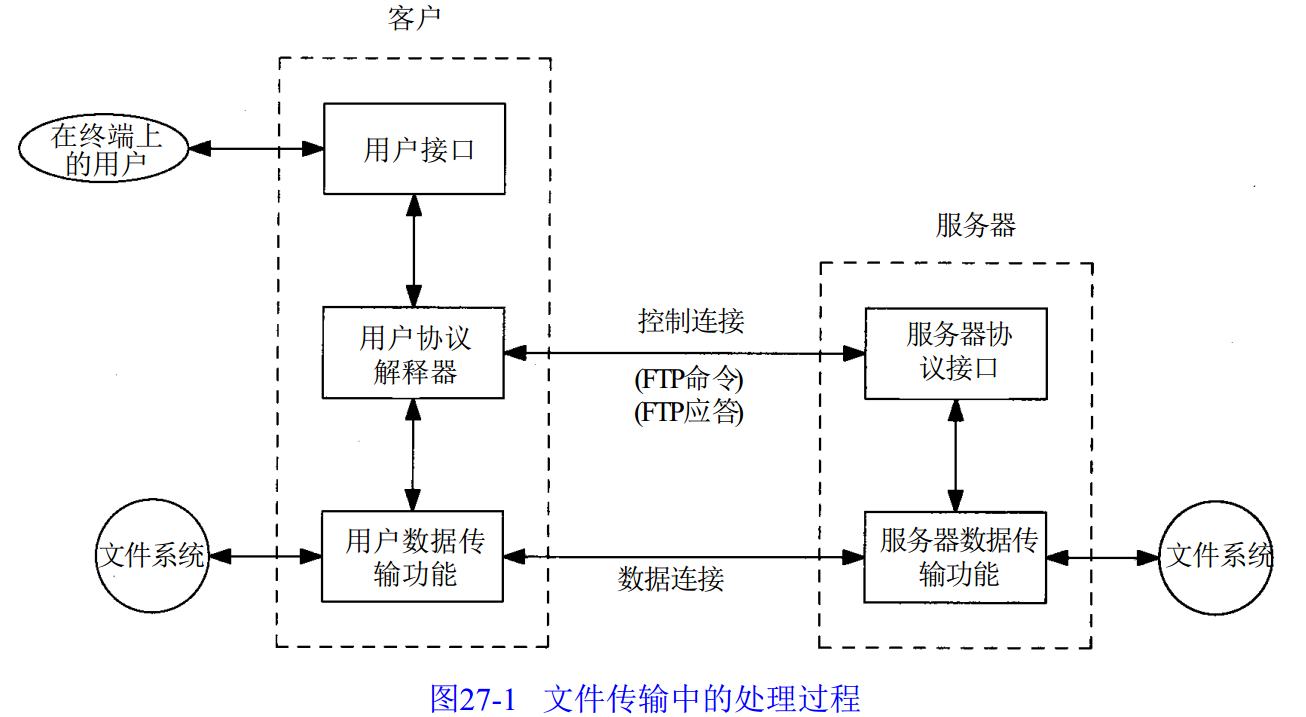 客户
在终端上
的用户
用户接口
服务器
控制连接
用户协议
解释器
服务器协
议接口
(FTP命令)
(FTP应答)
文件系统
用户数据传
输功能
数据连接
服务器数据传
输功能
文件系统
图27-1 文件传输中的处理过程